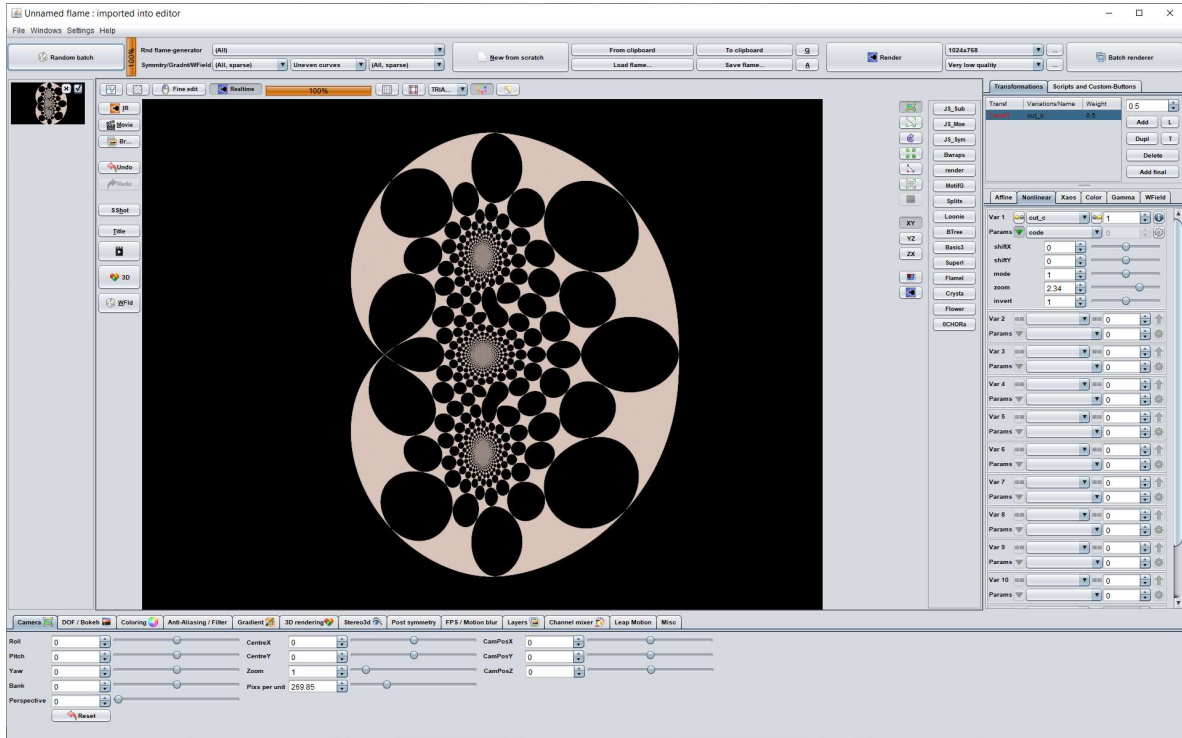 Unnamed flame : imported into editor
File Windows Settings Help
Random batch
100%
Rnd flame-generator (All)
Symmtry/Gradnt/WField (All, sparse) Uneven curves (All, sparse)
New from scratch
From clipboard To clipboard Q
Load flame... Save flame... A
Render
1024x768 ...
Very low quality ...
Batch renderer
Fine edit Realtime 100% TRIA...
IR
Movie
Br...
Undo
Redo
SShot
Title
3D
WFld
XY
YZ
ZX
JS_Sub
JS_Moe
JS_Sym
Bwraps
render
MotifG
Splits
Loonie
BTree
Basic3
Superf
Flamel
Crysta
Flower
0CHORa
Transformations Scripts and Custom-Buttons
Transf Variations/Name Weight
cut_c 0.5
0.5
Add L
Dupl T
Delete
Add final
Affine Nonlinear Xaos Color Gamma WField
Var 1 cut_c 1
Params code 0
shiftX 0
shiftY 0
mode 1
zoom 2.34
invert 1
Var 2 0
Params 0
Var 3 0
Params 0
Var 4 0
Params 0
Var 5 0
Params 0
Var 6 0
Params 0
Var 7 0
Params 0
Var 8 0
Params 0
Var 9 0
Params 0
Var 10 0
Params 0
Camera DOF / Bokeh Coloring Anti-Aliasing / Filter Gradient 3D rendering Stereo3d Post symmetry FPS / Motion blur Layers Channel mixer Leap Motion Misc
Roll 0 CentreX 0 CamPosX 0
Pitch 0 CentreY 0 CamPosY 0
Yaw 0 Zoom 1 CamPosZ 0
Bank 0 Pixs per unit 269.85
Perspective 0
Reset